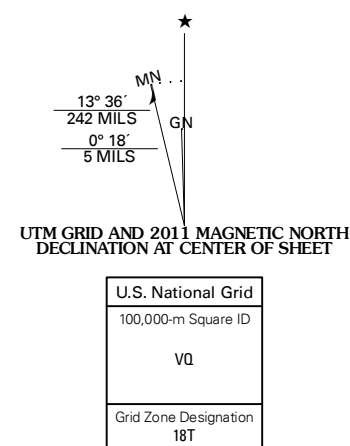 ★
MN
GN
13° 36´
242 MILS
0° 18´
5 MILS
UTM GRID AND 2011 MAGNETIC NORTH
DECLINATION AT CENTER OF SHEET
U.S. National Grid
100,000-m Square ID
VQ
Grid Zone Designation
18T